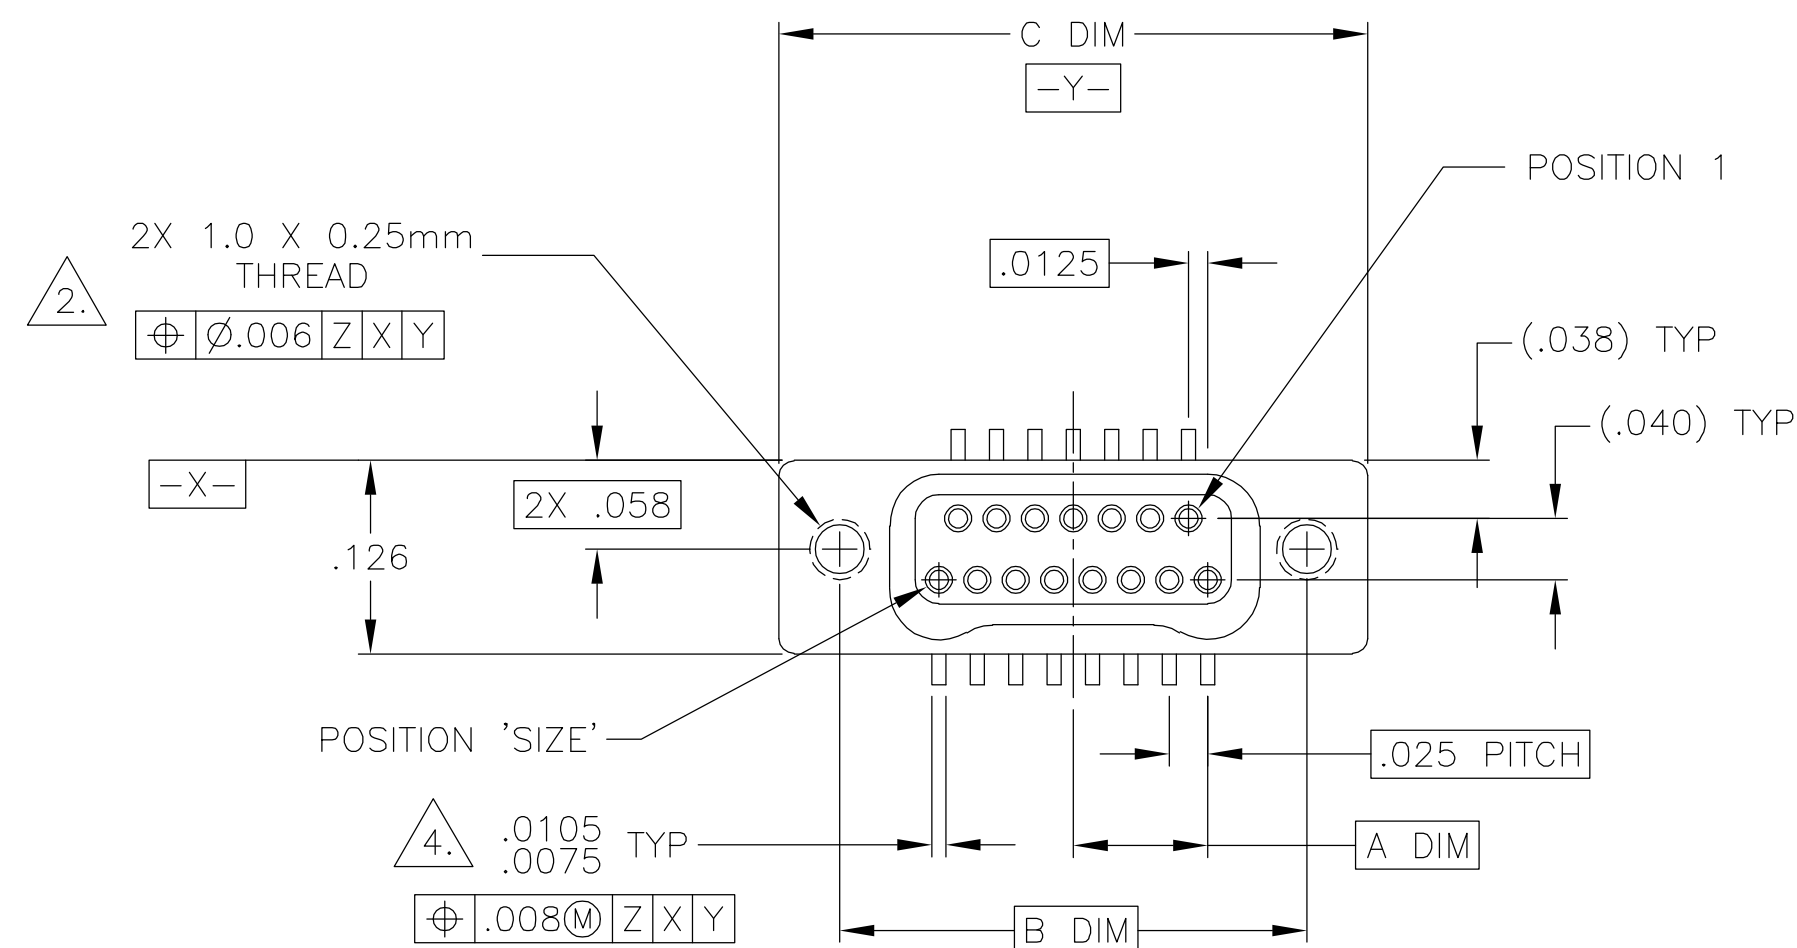 C DIM
-Y-
POSITION 1
2X 1.0 X 0.25mm
THREAD
2.
⌖ Ø.006 Z X Y
.0125
(.038) TYP
(.040) TYP
-X-
2X .058
.126
POSITION 'SIZE'
.025 PITCH
4.
.0105
.0075
TYP
A DIM
⌖ .008Ⓜ Z X Y
B DIM